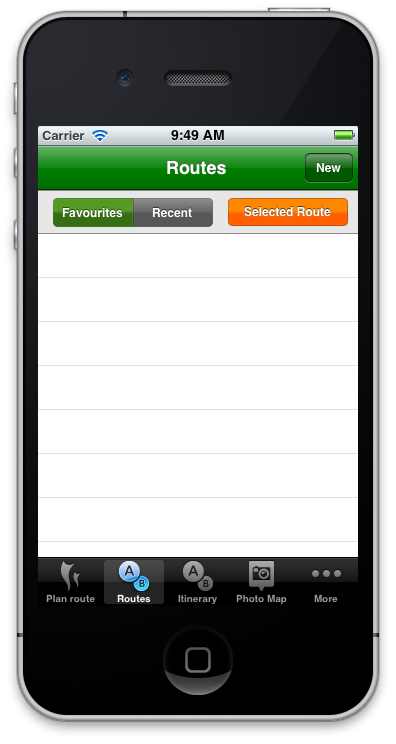 Carrier 9:49 AM
Routes New
Favourites Recent Selected Route
A A
B B
Plan route Routes Itinerary Photo Map More